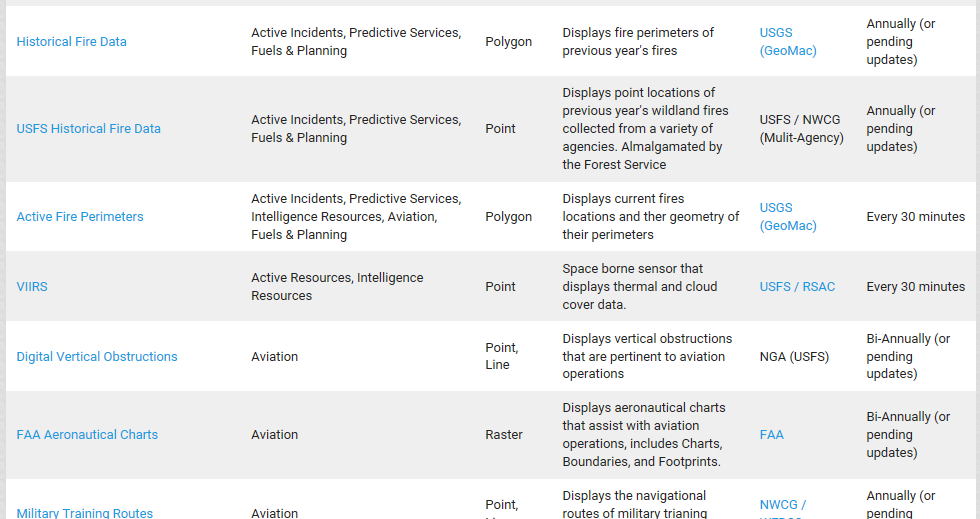 Historical Fire Data
Active Incidents, Predictive Services,
Fuels & Planning
Polygon
Displays fire perimeters of
previous year's fires
USGS
(GeoMac)
Annually (or
pending
updates)
USFS Historical Fire Data
Active Incidents, Predictive Services,
Fuels & Planning
Point
Displays point locations of
previous year's wildland fires
collected from a variety of
agencies. Almalgamated by
the Forest Service
USFS / NWCG
(Mulit-Agency)
Annually (or
pending
updates)
Active Fire Perimeters
Active Incidents, Predictive Services,
Intelligence Resources, Aviation,
Fuels & Planning
Polygon
Displays current fires
locations and ther geometry of
their perimeters
USGS
(GeoMac)
Every 30 minutes
VIIRS
Active Resources, Intelligence
Resources
Point
Space borne sensor that
displays thermal and cloud
cover data.
USFS / RSAC
Every 30 minutes
Digital Vertical Obstructions
Aviation
Point,
Line
Displays vertical obstructions
that are pertinent to aviation
operations
NGA (USFS)
Bi-Annually (or
pending
updates)
FAA Aeronautical Charts
Aviation
Raster
Displays aeronautical charts
that assist with aviation
operations, includes Charts,
Boundaries, and Footprints.
FAA
Bi-Annually (or
pending
updates)
Military Training Routes
Aviation
Point,
Displays the navigational
routes of military trianing
NWCG /
Annually (or
pending